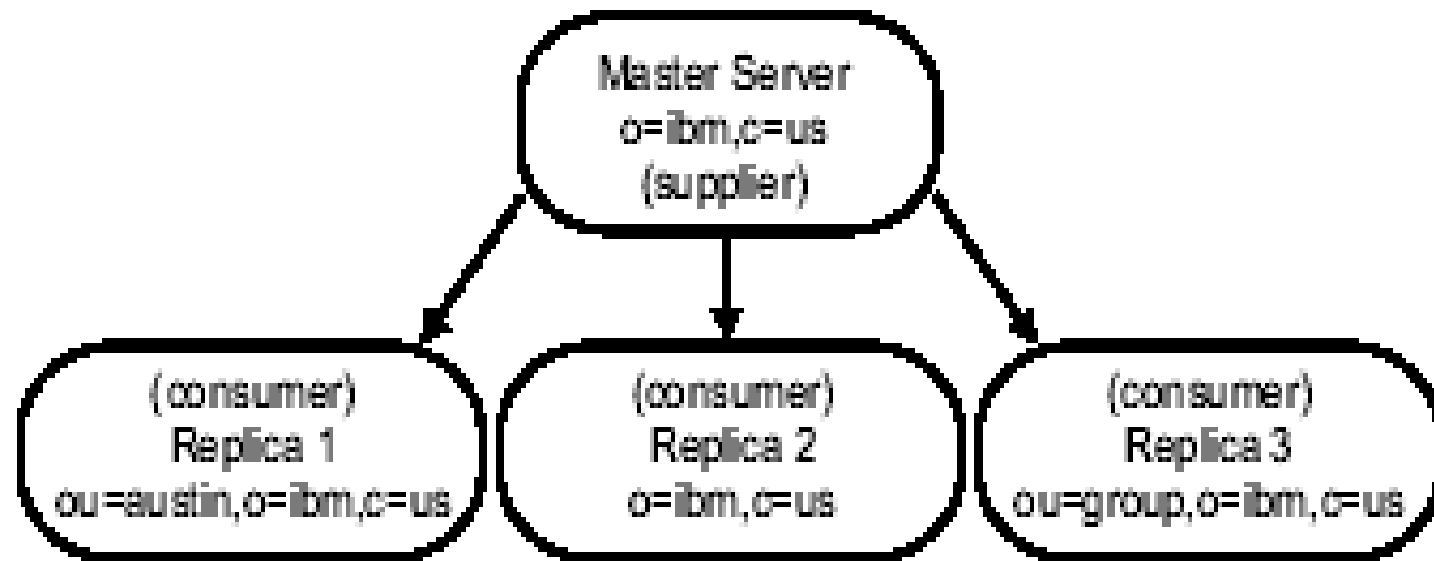 Master Server
o=ibm,c=us
(supplier)
(consumer)
Replica 1
ou=austin,o=ibm,c=us
(consumer)
Replica 2
o=ibm,c=us
(consumer)
Replica 3
ou=group,o=ibm,c=us